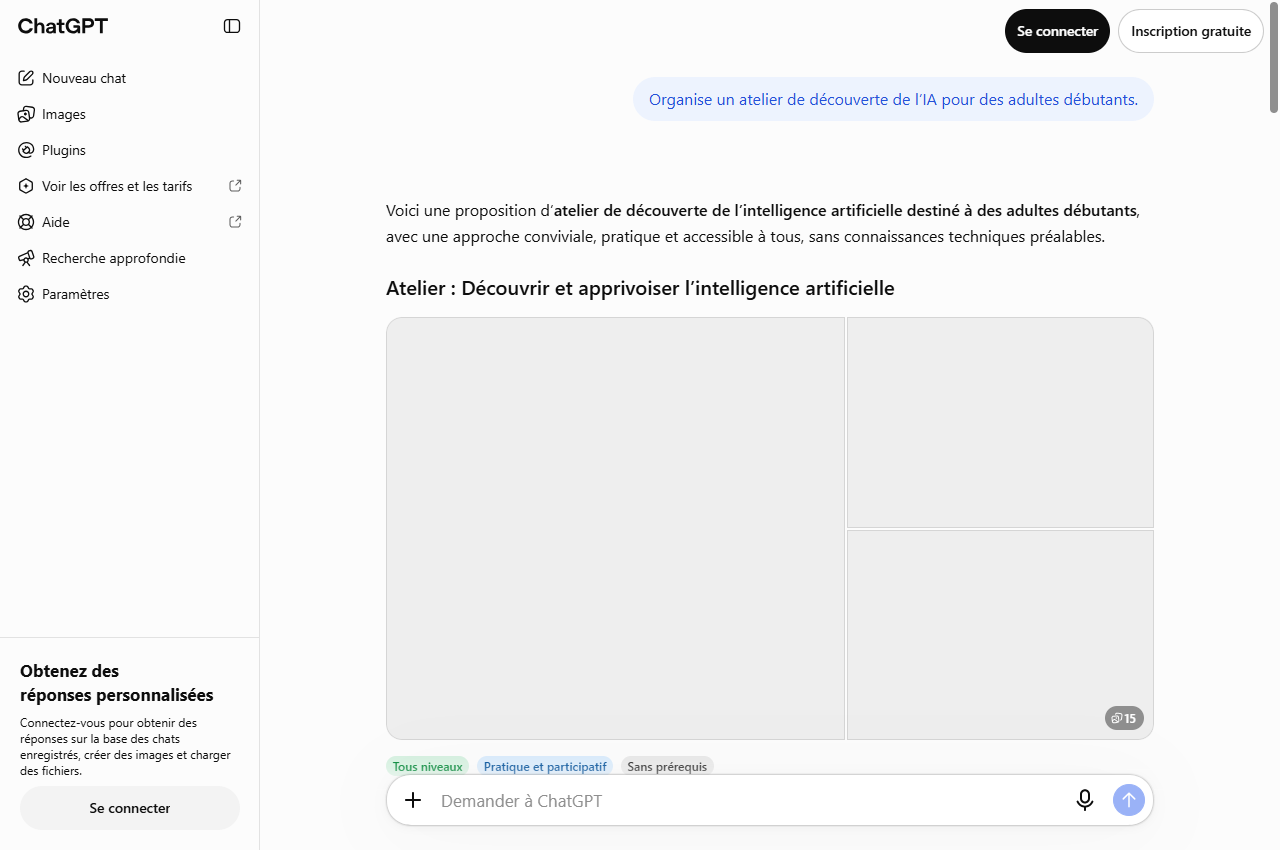 ChatGPT
Nouveau chat
Images
Plugins
Voir les offres et les tarifs
Aide
Recherche approfondie
Paramètres
Obtenez des
réponses personnalisées
Connectez-vous pour obtenir des
réponses sur la base des chats
enregistrés, créer des images et charger
des fichiers.
Se connecter
Se connecter
Inscription gratuite
Organise un atelier de découverte de l’IA pour des adultes débutants.
Voici une proposition d’atelier de découverte de l’intelligence artificielle destiné à des adultes débutants,
avec une approche conviviale, pratique et accessible à tous, sans connaissances techniques préalables.
Atelier : Découvrir et apprivoiser l’intelligence artificielle
15
Tous niveaux
Pratique et participatif
Sans prérequis
Demander à ChatGPT